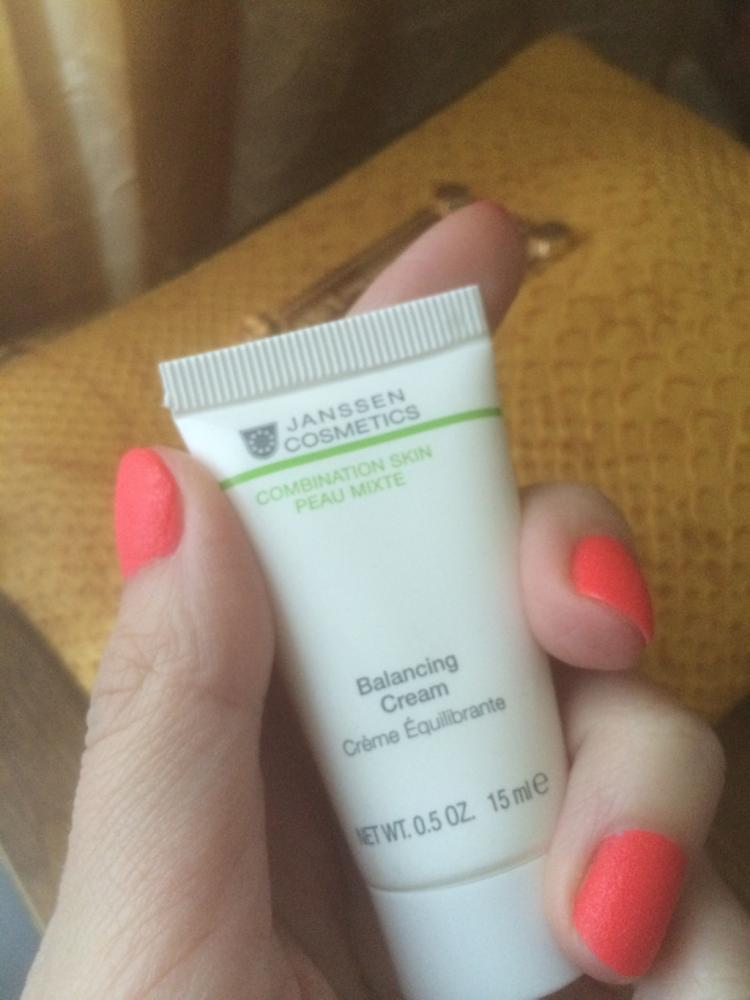 JANSSEN
COSMETICS
COMBINATION SKIN
PEAU MIXTE
Balancing
Cream
Crème Équilibrante
NET WT. 0.5 OZ. 15 ml e